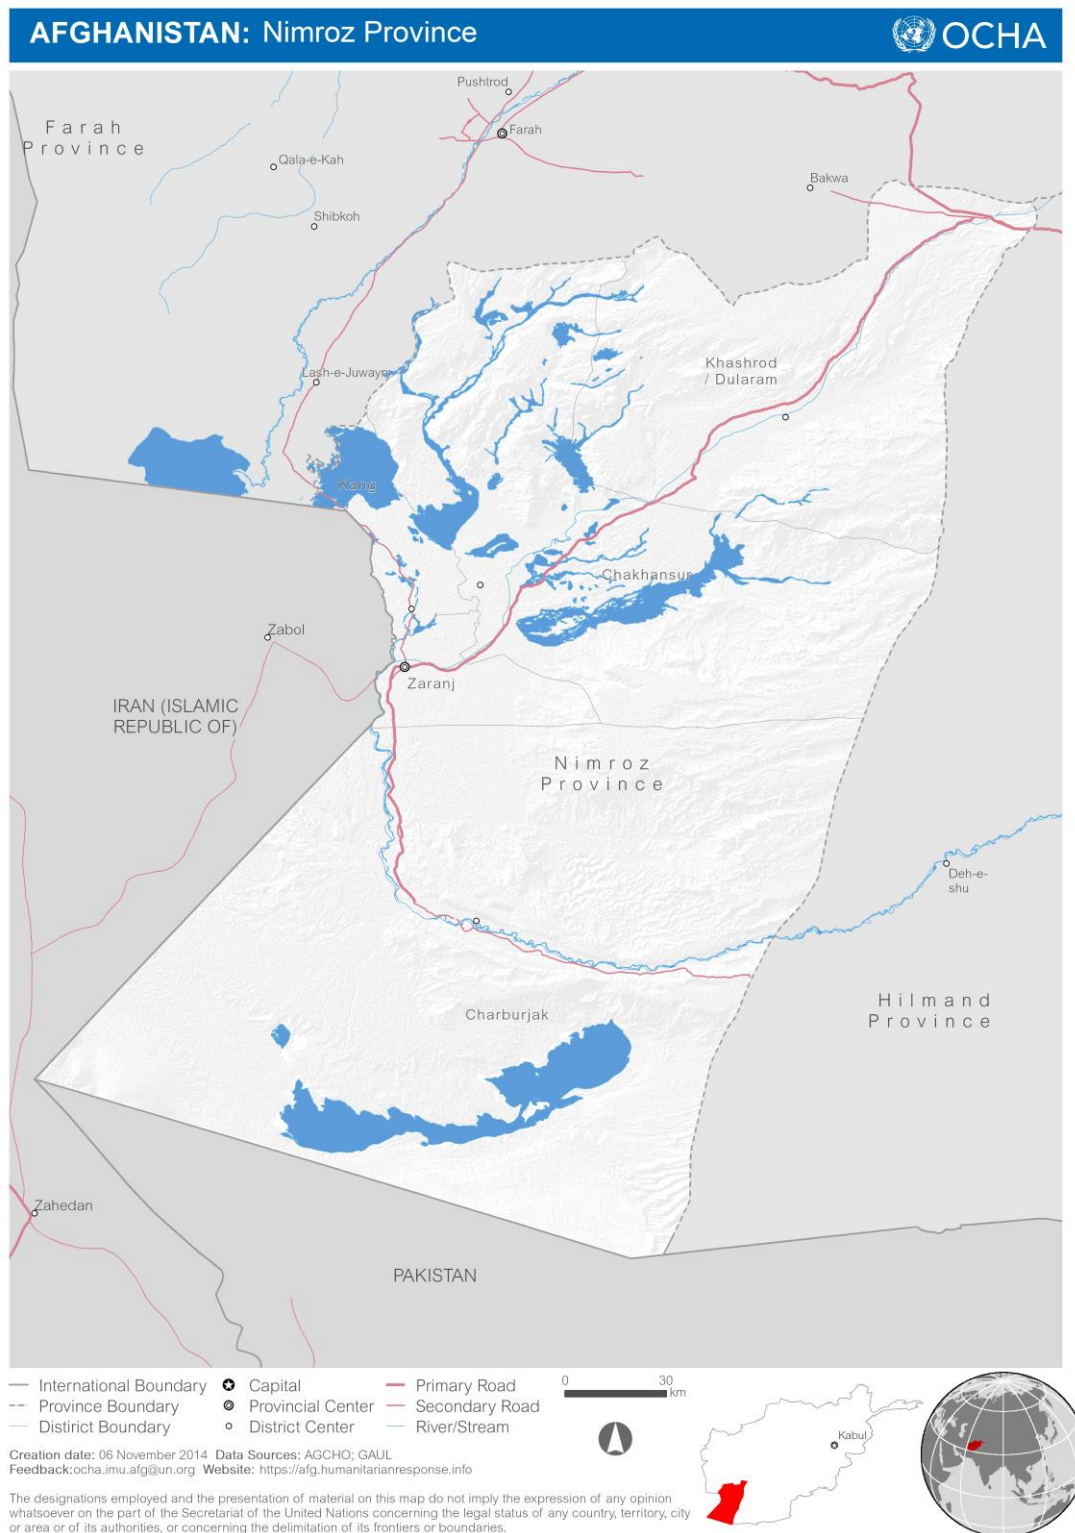 AFGHANISTAN: Nimroz Province
OCHA
Pushtrod
Farah
Province
Farah
Qala-e-Kah
Bakwa
Shibkoh
Khashrod
/ Dularam
Lash-e-Juwayn
Kang
Chakhansur
Zabol
Zaranj
IRAN (ISLAMIC
REPUBLIC OF)
Nimroz
Province
Deh-e-
shu
Hilmand
Province
Charburjak
Zahedan
PAKISTAN
International Boundary
Province Boundary
Distirict Boundary
Capital
Provincial Center
District Center
Primary Road
Secondary Road
River/Stream
0 30
km
Kabul
Creation date: 06 November 2014 Data Sources: AGCHO; GAUL
Feedback:ocha.imu.afg@un.org Website: https://afg.humanitarianresponse.info
The designations employed and the presentation of material on this map do not imply the expression of any opinion
whatsoever on the part of the Secretariat of the United Nations concerning the legal status of any country, territory, city
or area or of its authorities, or concerning the delimitation of its frontiers or boundaries.